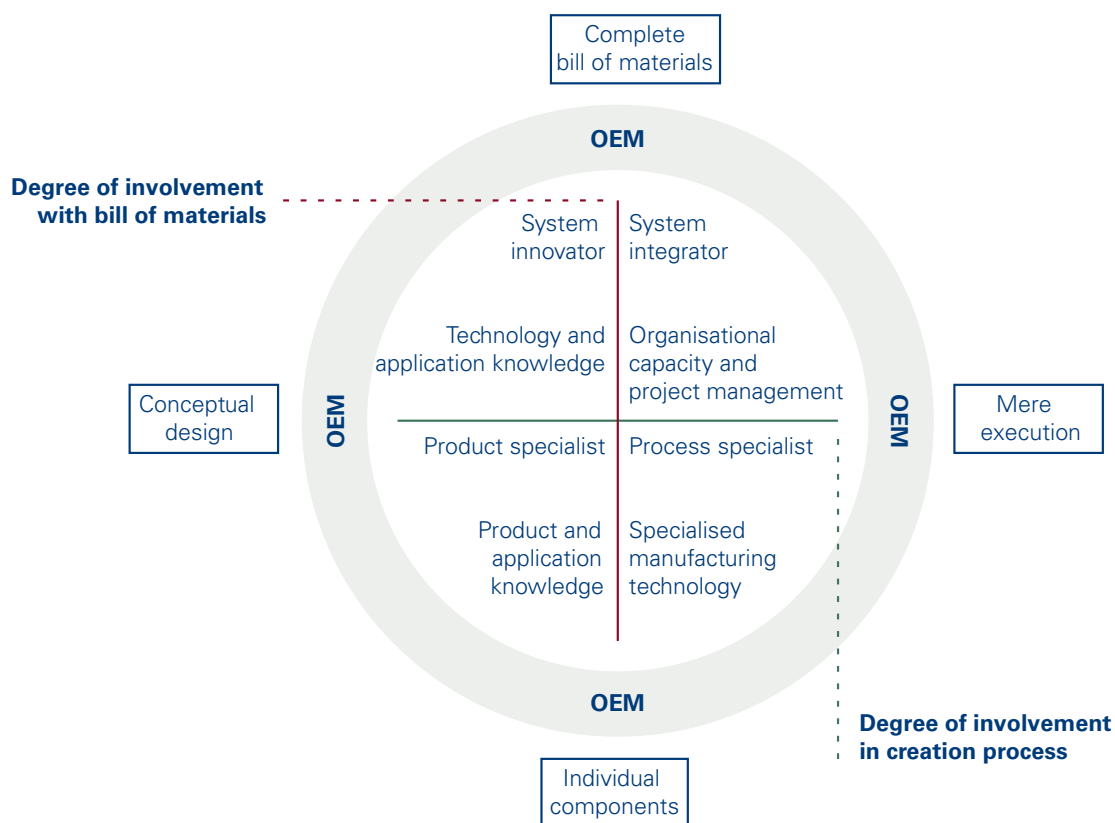 Complete
bill of materials
OEM
Degree of involvement
with bill of materials
System
innovator
System
integrator
Technology and
application knowledge
Organisational
capacity and
project management
Conceptual
design
OEM
OEM
Mere
execution
Product specialist
Process specialist
Product and
application
knowledge
Specialised
manufacturing
technology
OEM
Degree of involvement
in creation process
Individual
components